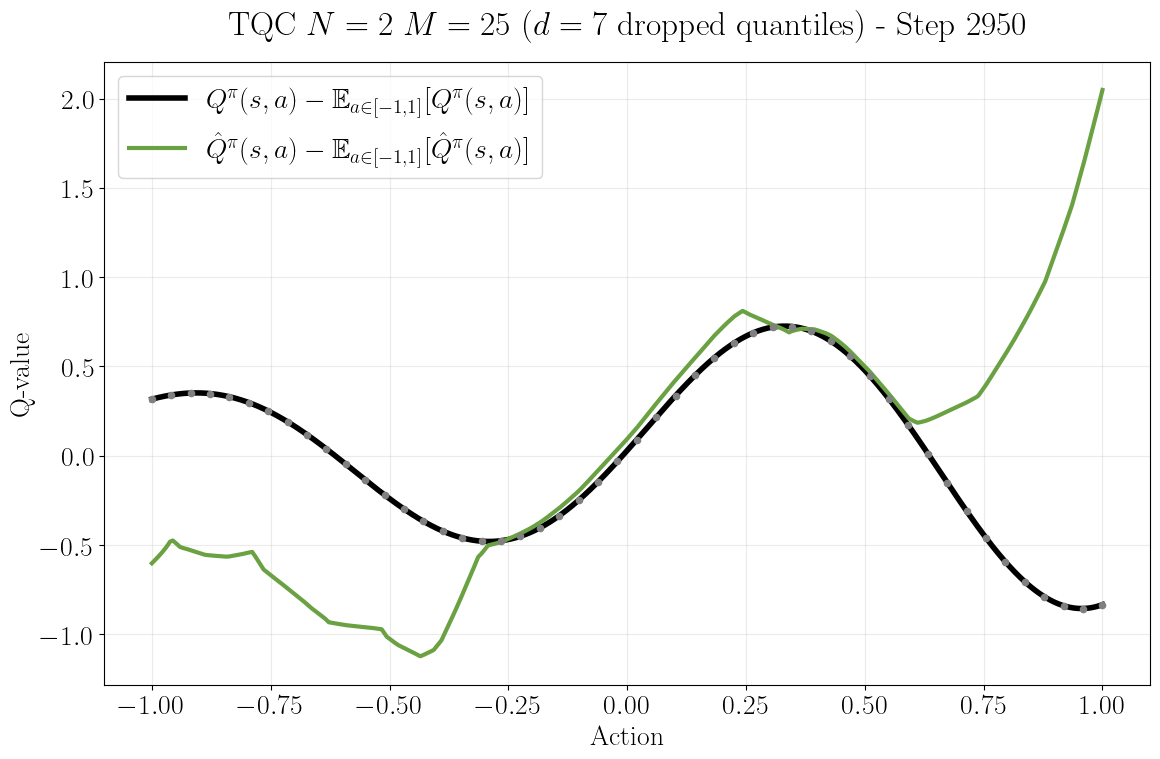 TQC N = 2 M = 25 (d = 7 dropped quantiles) - Step 2950
Q^π(s, a) − 𝔼_{a∈[−1,1]}[Q^π(s, a)]
Q̂^π(s, a) − 𝔼_{a∈[−1,1]}[Q̂^π(s, a)]
2.0
1.5
1.0
0.5
0.0
−0.5
−1.0
Q-value
−1.00 −0.75 −0.50 −0.25 0.00 0.25 0.50 0.75 1.00
Action